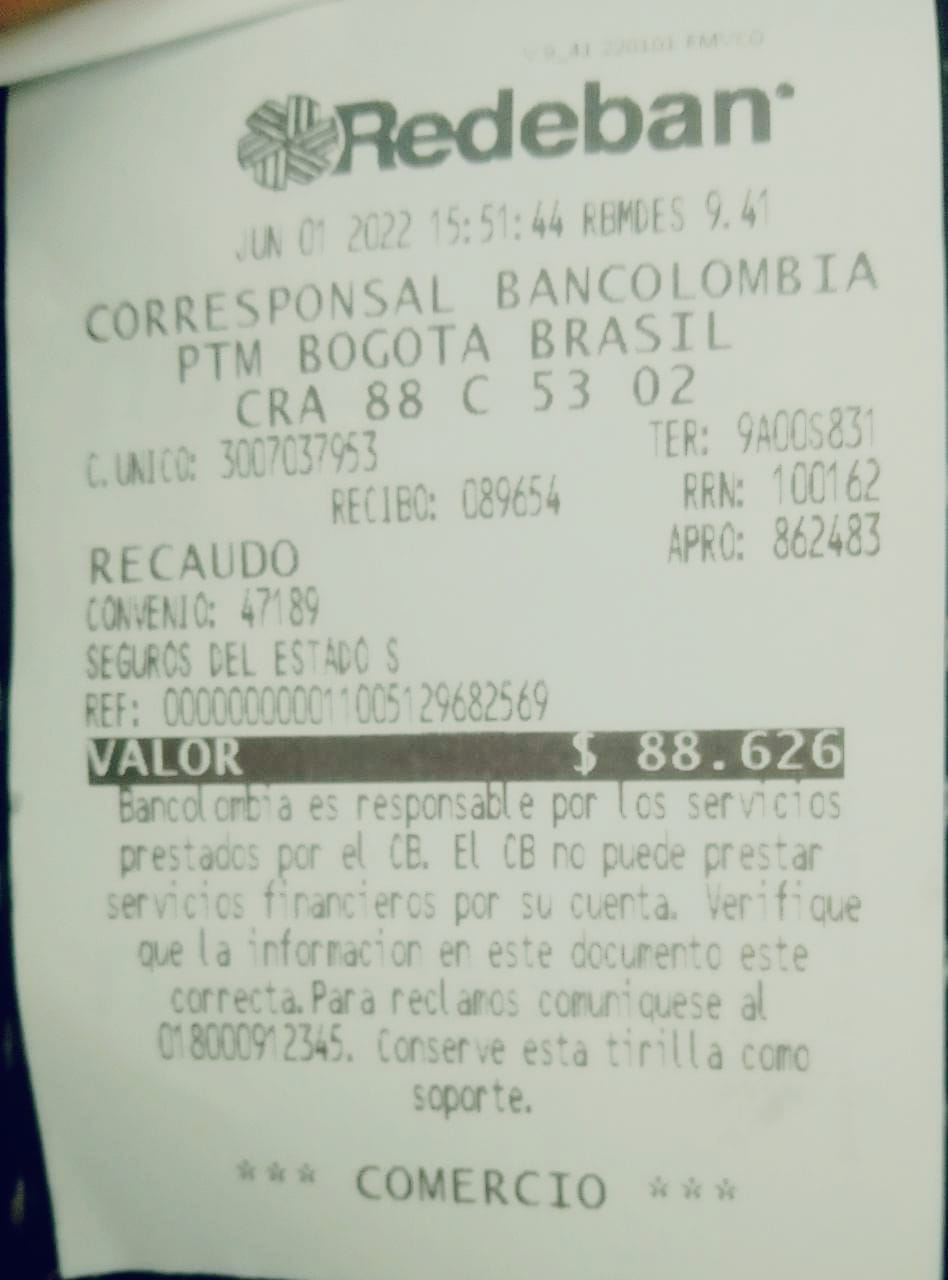 Redeban
JUN 01 2022 15:51:44 RBMDES 9.41
CORRESPONSAL BANCOLOMBIA
PTM BOGOTA BRASIL
CRA 88 C 53 02
C.UNICO: 3007037953 TER: 9A00S831
RECIBO: 089654 RRN: 100162
RECAUDO APRO: 862483
CONVENIO: 47189
SEGUROS DEL ESTADO S
REF: 000000000011005129682569
VALOR $ 88.626
Bancolombia es responsable por los servicios
prestados por el CB. El CB no puede prestar
servicios financieros por su cuenta. Verifique
que la informacion en este documento este
correcta.Para reclamos comuniquese al
018000912345. Conserve esta tirilla como
soporte.
*** COMERCIO ***